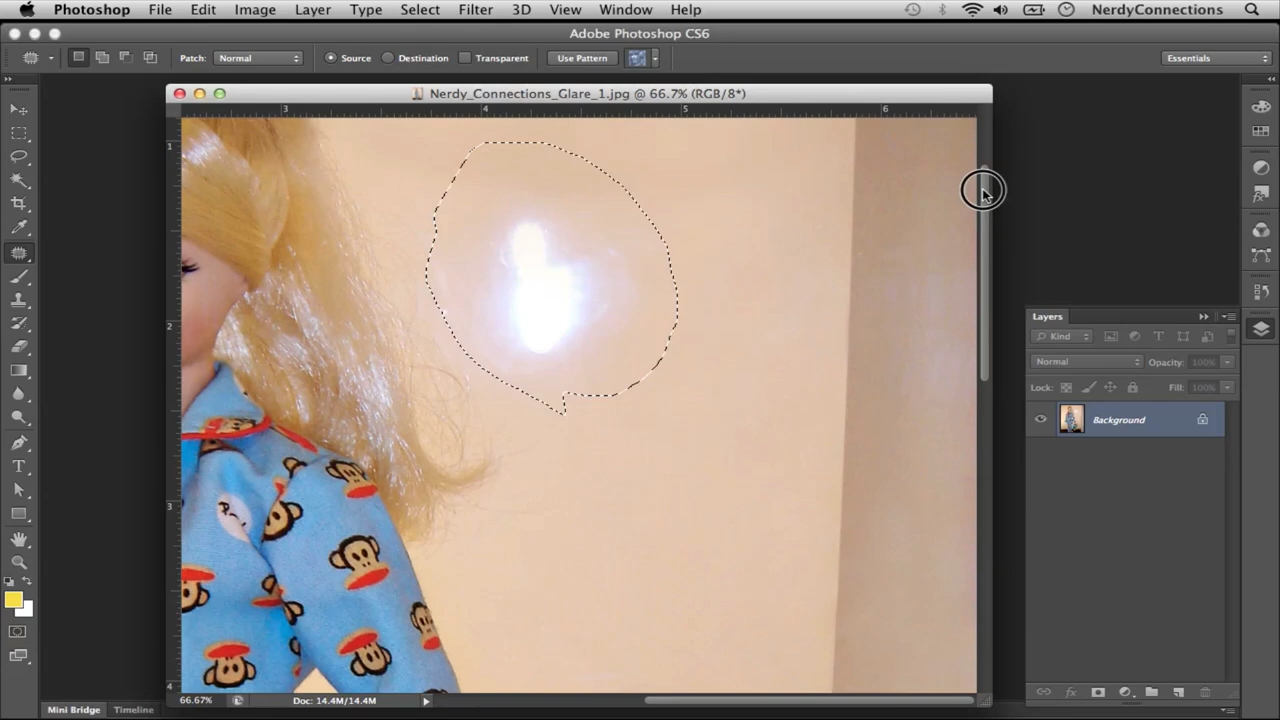 Photoshop File Edit Image Layer Type Select Filter 3D View Window Help NerdyConnections
Adobe Photoshop CS6
Patch: Normal Source Destination Transparent Use Pattern Essentials
Nerdy_Connections_Glare_1.jpg @ 66.7% (RGB/8*)
3 4 5 6
1
2
3
4
Layers
Kind
Normal Opacity: 100%
Lock: Fill: 100%
Background
66.67% Doc: 14.4M/14.4M
Mini Bridge Timeline